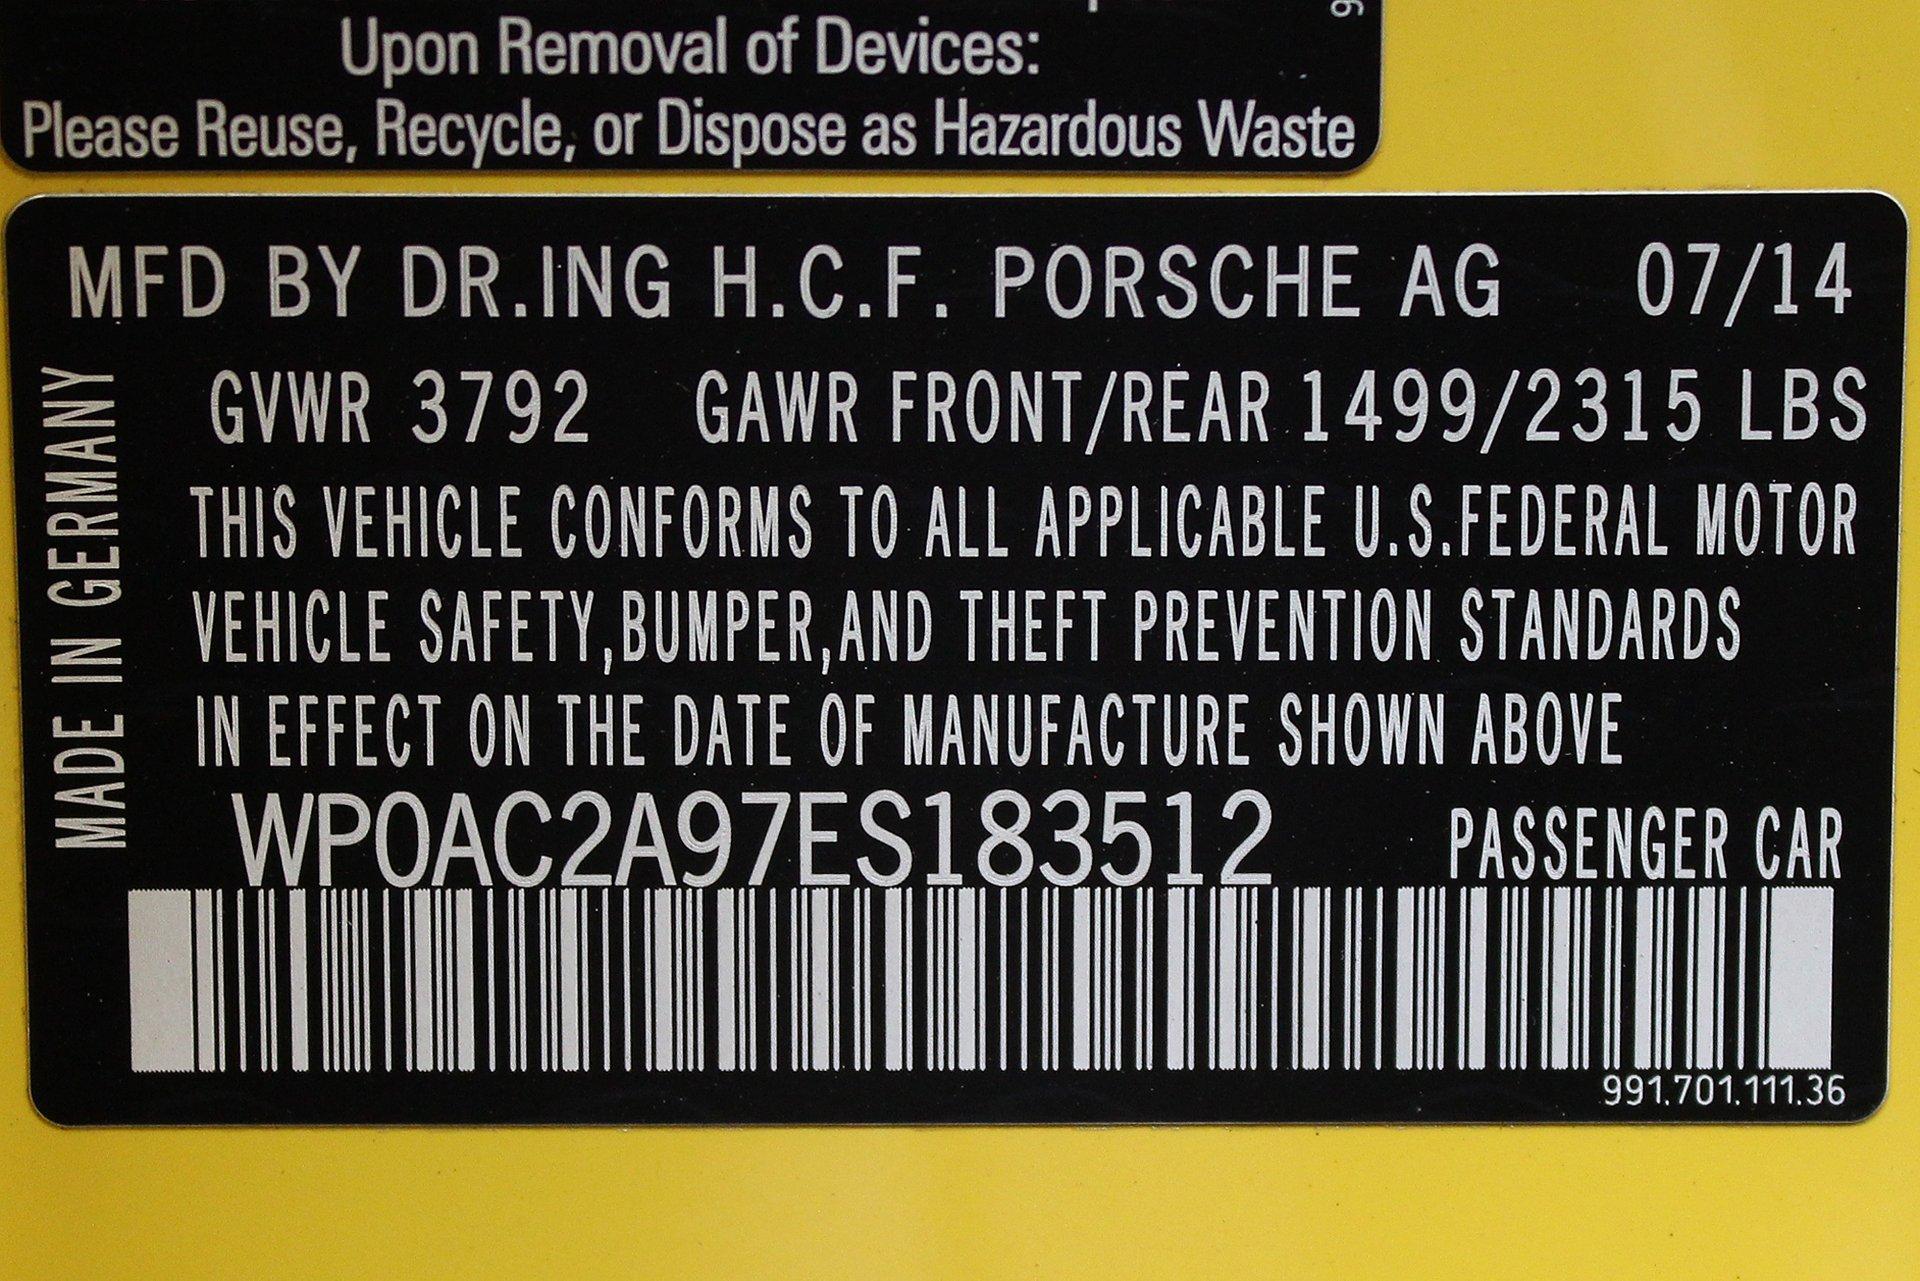 Upon Removal of Devices:
Please Reuse, Recycle, or Dispose as Hazardous Waste
MFD BY DR.ING H.C.F. PORSCHE AG 07/14
GVWR 3792 GAWR FRONT/REAR 1499/2315 LBS
THIS VEHICLE CONFORMS TO ALL APPLICABLE U.S.FEDERAL MOTOR
VEHICLE SAFETY,BUMPER,AND THEFT PREVENTION STANDARDS
IN EFFECT ON THE DATE OF MANUFACTURE SHOWN ABOVE
WP0AC2A97ES183512 PASSENGER CAR
991.701.111.36
MADE IN GERMANY